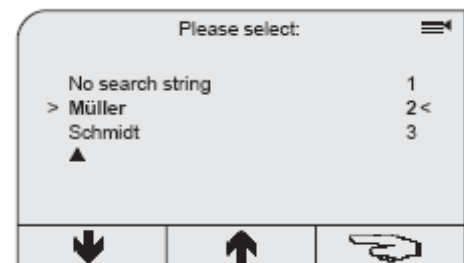 Please select:
No search string 1
> Müller 2 <
Schmidt 3